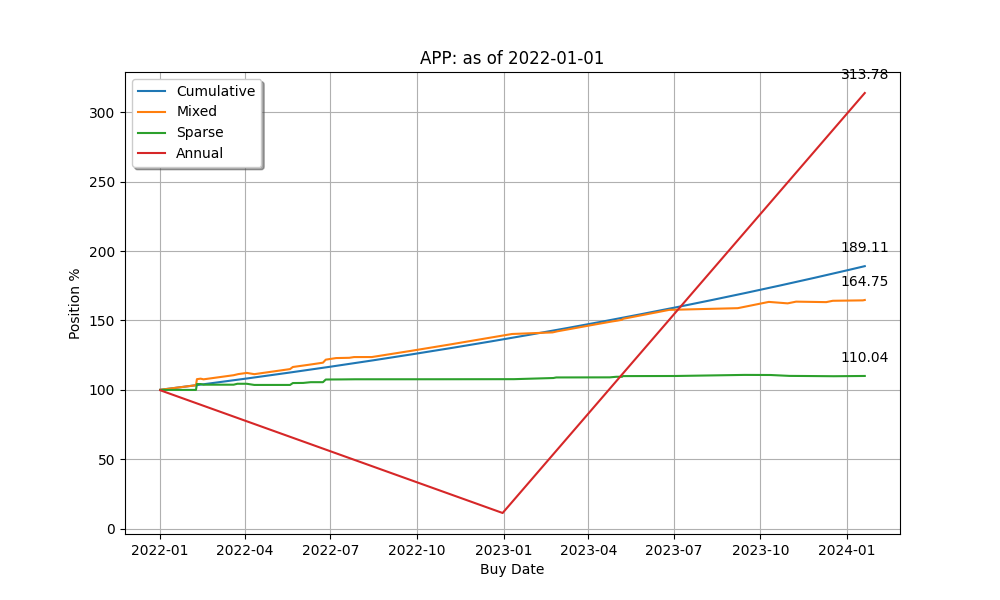 APP: as of 2022-01-01
313.78
Cumulative
Mixed
Sparse
Annual
189.11
164.75
110.04
300
250
200
150
100
50
0
Position %
2022-01 2022-04 2022-07 2022-10 2023-01 2023-04 2023-07 2023-10 2024-01
Buy Date